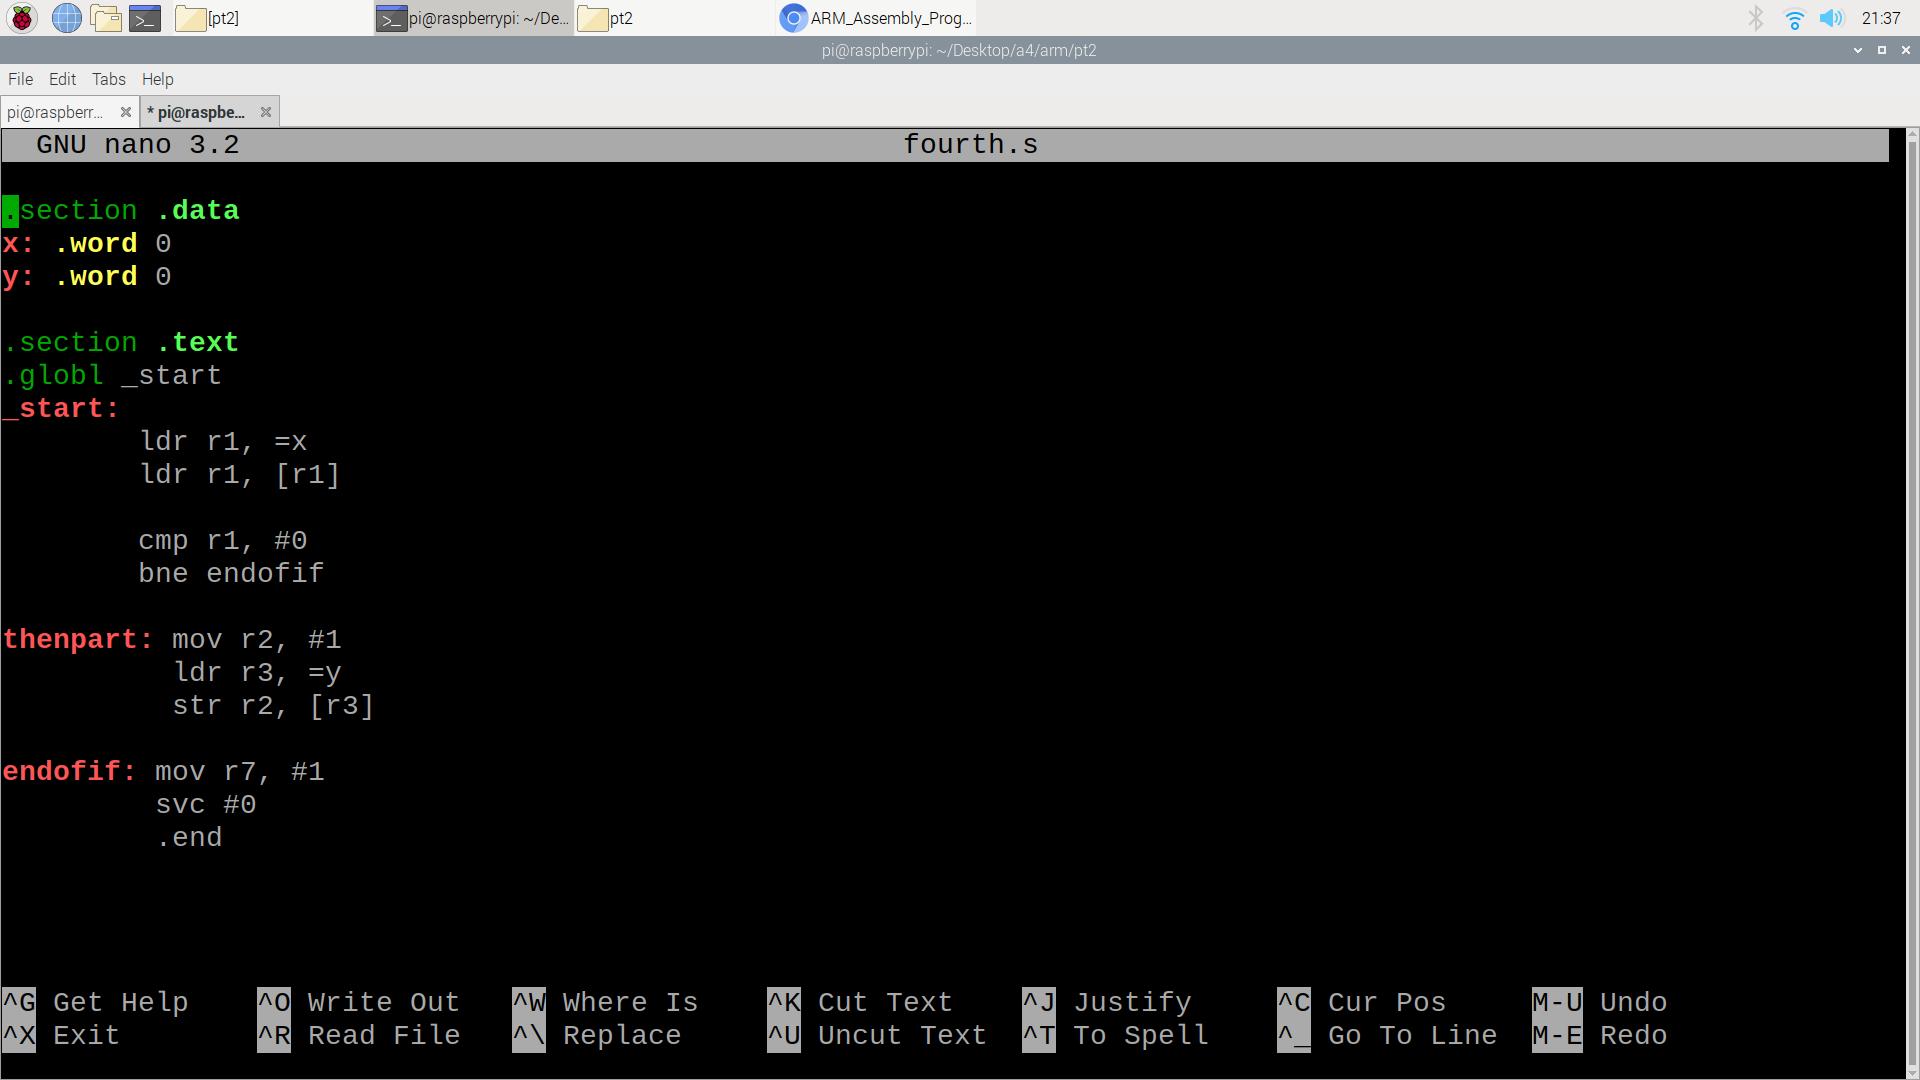 [pt2] pi@raspberrypi: ~/De... pt2 ARM_Assembly_Prog... 21:37
pi@raspberrypi: ~/Desktop/a4/arm/pt2
File Edit Tabs Help
pi@raspberr... * pi@raspbe...
GNU nano 3.2 fourth.s
.section .data
x: .word 0
y: .word 0
.section .text
.globl _start
_start:
ldr r1, =x
ldr r1, [r1]
cmp r1, #0
bne endofif
thenpart: mov r2, #1
ldr r3, =y
str r2, [r3]
endofif: mov r7, #1
svc #0
.end
^G Get Help ^O Write Out ^W Where Is ^K Cut Text ^J Justify ^C Cur Pos M-U Undo
^X Exit ^R Read File ^\ Replace ^U Uncut Text ^T To Spell ^_ Go To Line M-E Redo